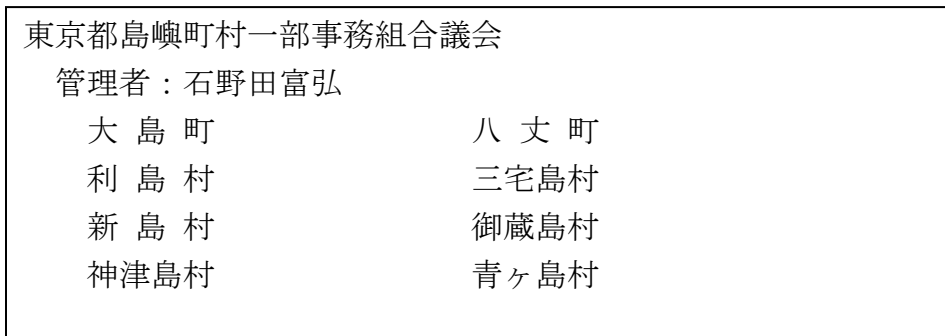 東京都島嶼町村一部事務組合議会
管理者：石野田富弘
大 島 町 八 丈 町
利 島 村 三宅島村
新 島 村 御蔵島村
神津島村 青ヶ島村